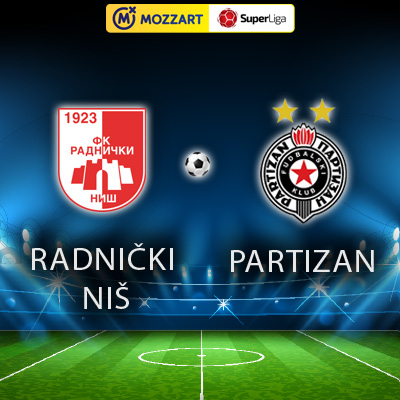 MOZZART SuperLiga
1923
ФК
РАДНИЧКИ
НИШ
PARTIZAN ПАРТИЗАН
FUDBALSKI
KLUB
RADNIČKI
NIŠ
PARTIZAN